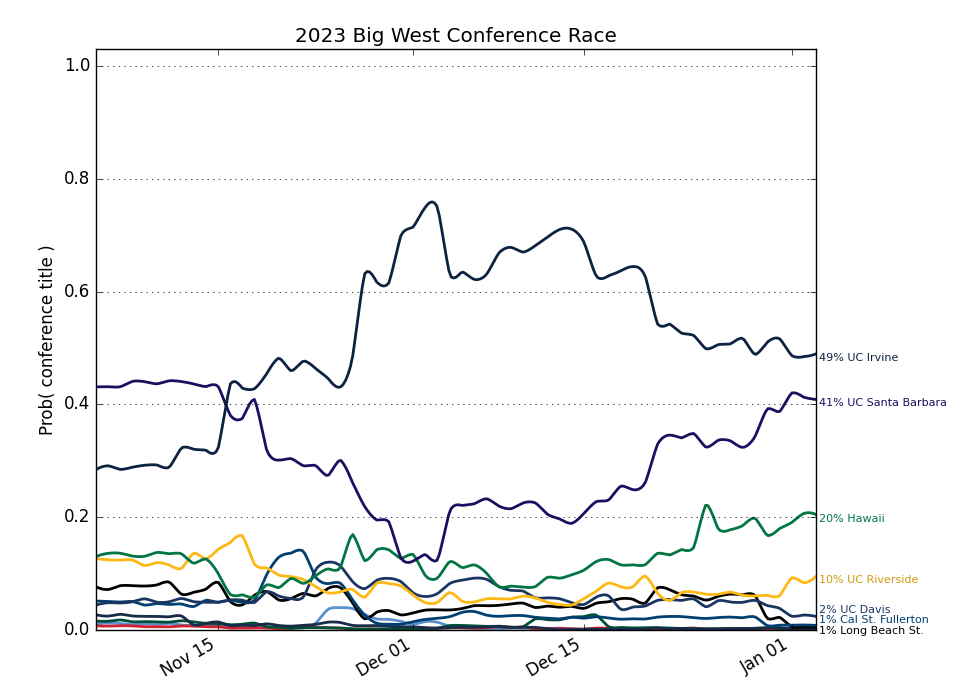 2023 Big West Conference Race
Prob( conference title )
1.0
0.8
0.6
0.4
0.2
0.0
Nov 15
Dec 01
Dec 15
Jan 01
49% UC Irvine
41% UC Santa Barbara
20% Hawaii
10% UC Riverside
2% UC Davis
1% Cal St. Fullerton
1% Long Beach St.